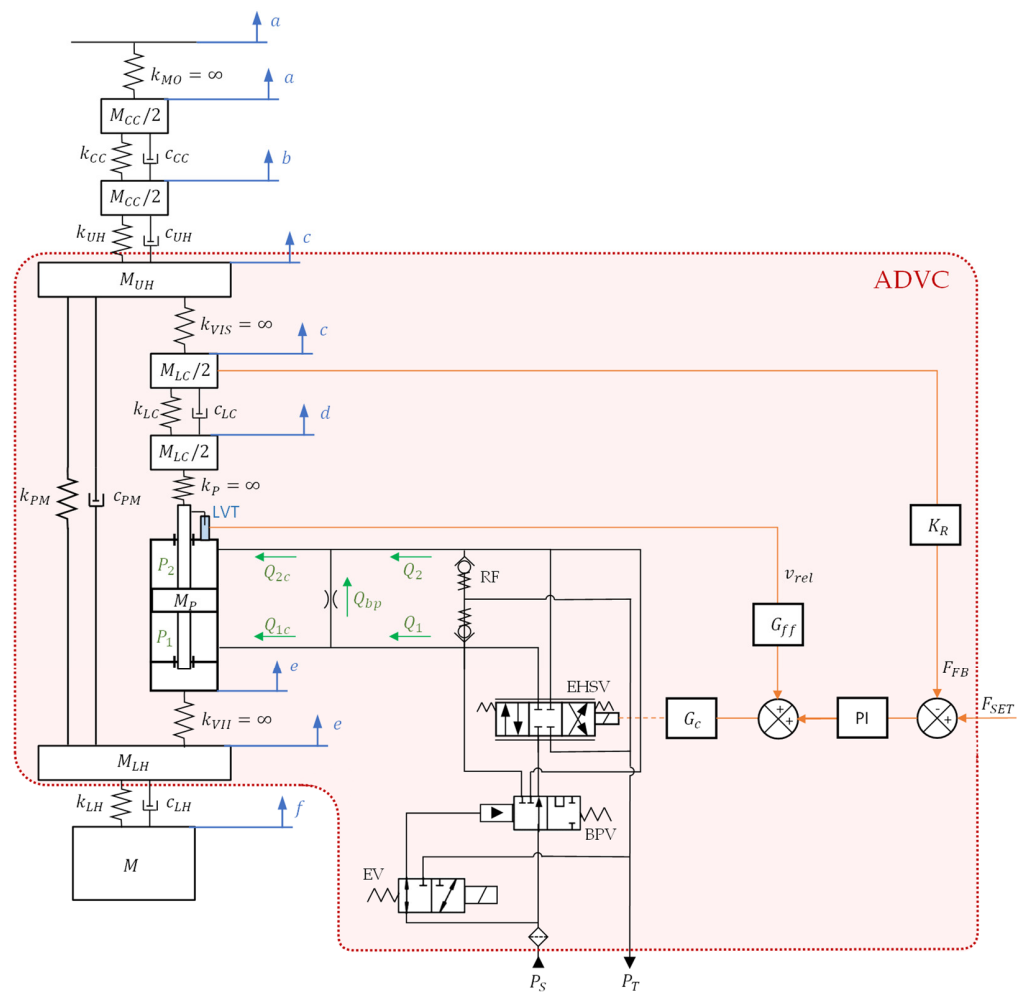 a
k_MO = ∞
a
M_CC/2
k_CC
c_CC
b
M_CC/2
k_UH
c_UH
c
M_UH
ADVC
k_VIS = ∞
c
M_LC/2
k_LC
c_LC
d
M_LC/2
k_P = ∞
k_PM
c_PM
LVT
K_R
P_2
Q_2c
Q_2
RF
v_rel
M_P
Q_bp
P_1
Q_1c
Q_1
G_ff
e
EHSV
F_FB
F_SET
k_VII = ∞
G_c
+
+
PI
-
+
e
M_LH
k_LH
c_LH
f
BPV
M
EV
P_S
P_T